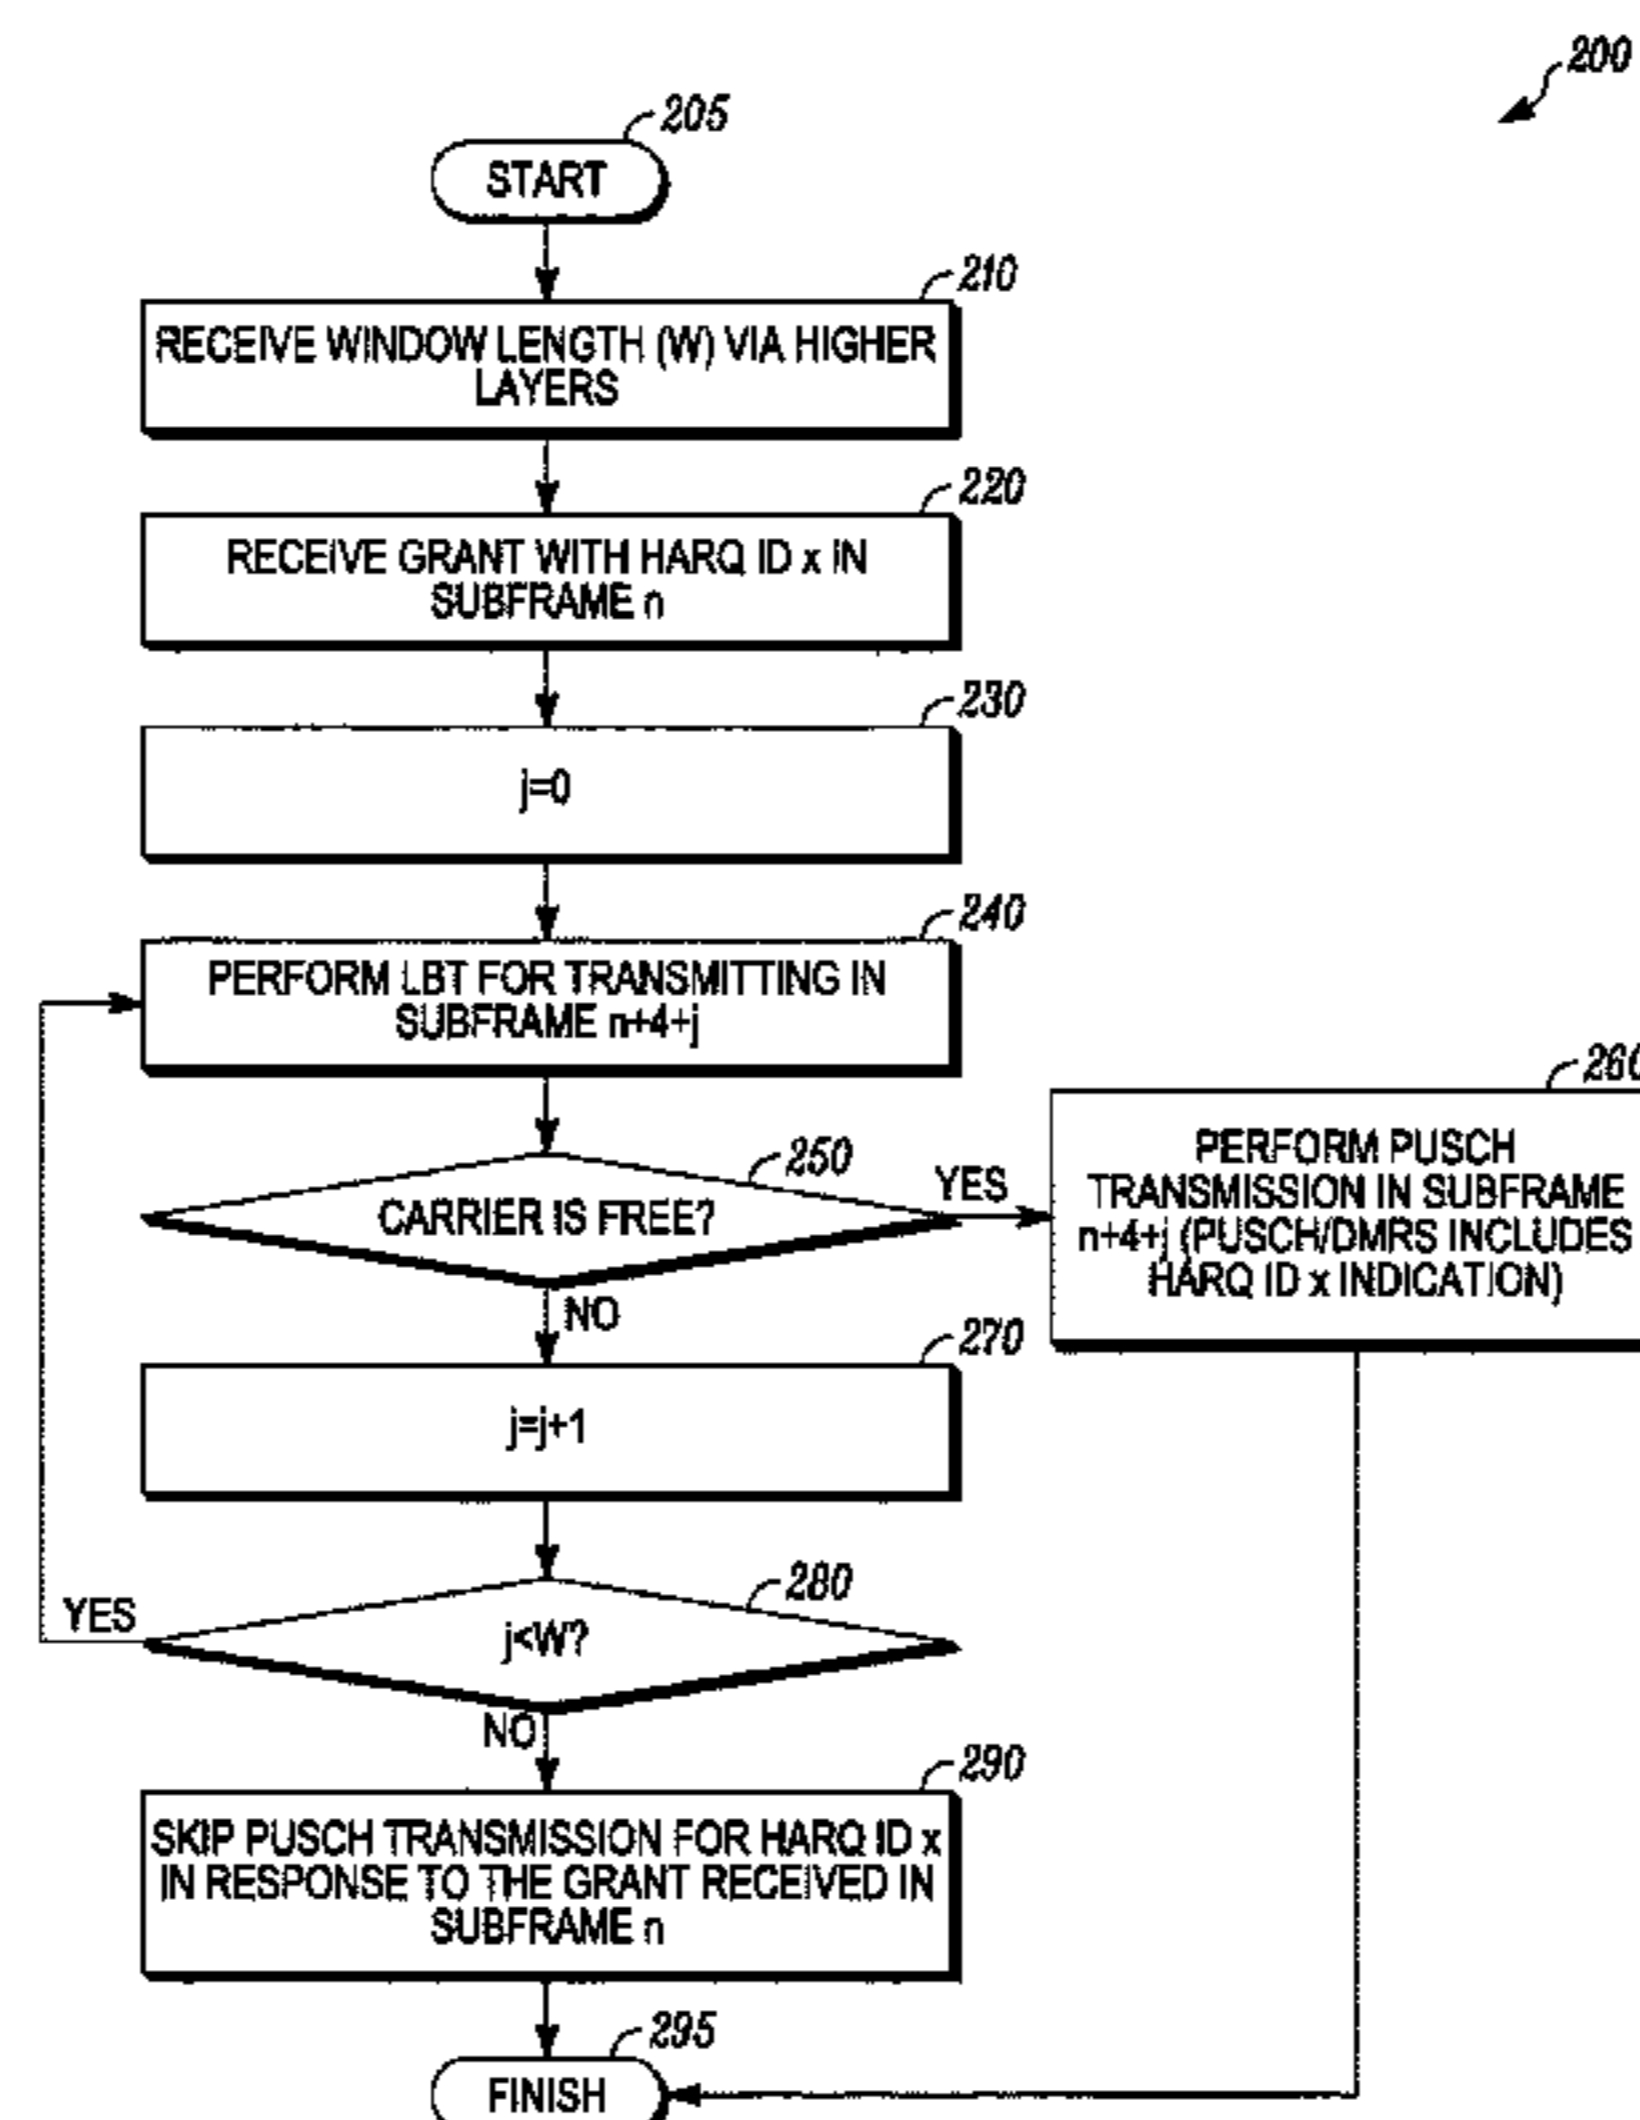 200
205
START
210
RECEIVE WINDOW LENGTH (W) VIA HIGHER
LAYERS
220
RECEIVE GRANT WITH HARQ ID x IN
SUBFRAME n
230
j=0
240
PERFORM LBT FOR TRANSMITTING IN
SUBFRAME n+4+j
250
CARRIER IS FREE?
YES
260
PERFORM PUSCH
TRANSMISSION IN SUBFRAME
n+4+j (PUSCH/DMRS INCLUDES
HARQ ID x INDICATION)
NO
270
j=j+1
280
j<W?
YES
NO
290
SKIP PUSCH TRANSMISSION FOR HARQ ID x
IN RESPONSE TO THE GRANT RECEIVED IN
SUBFRAME n
295
FINISH